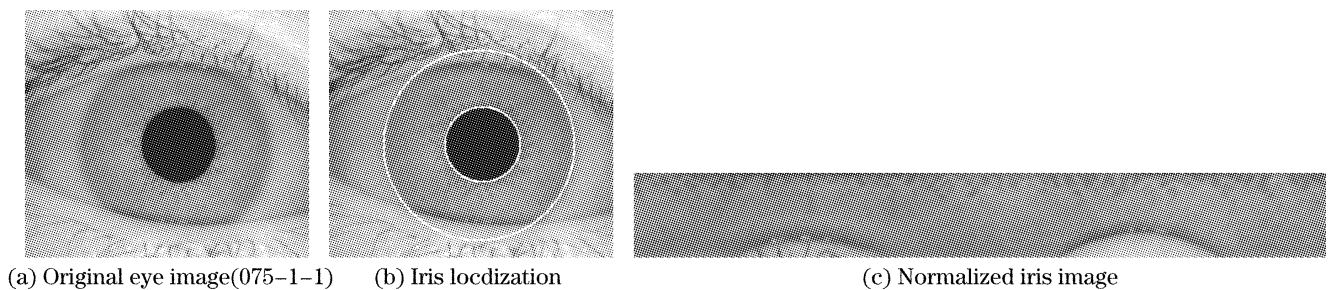 (a) Original eye image(075-1-1)
(b) Iris locdization
(c) Normalized iris image